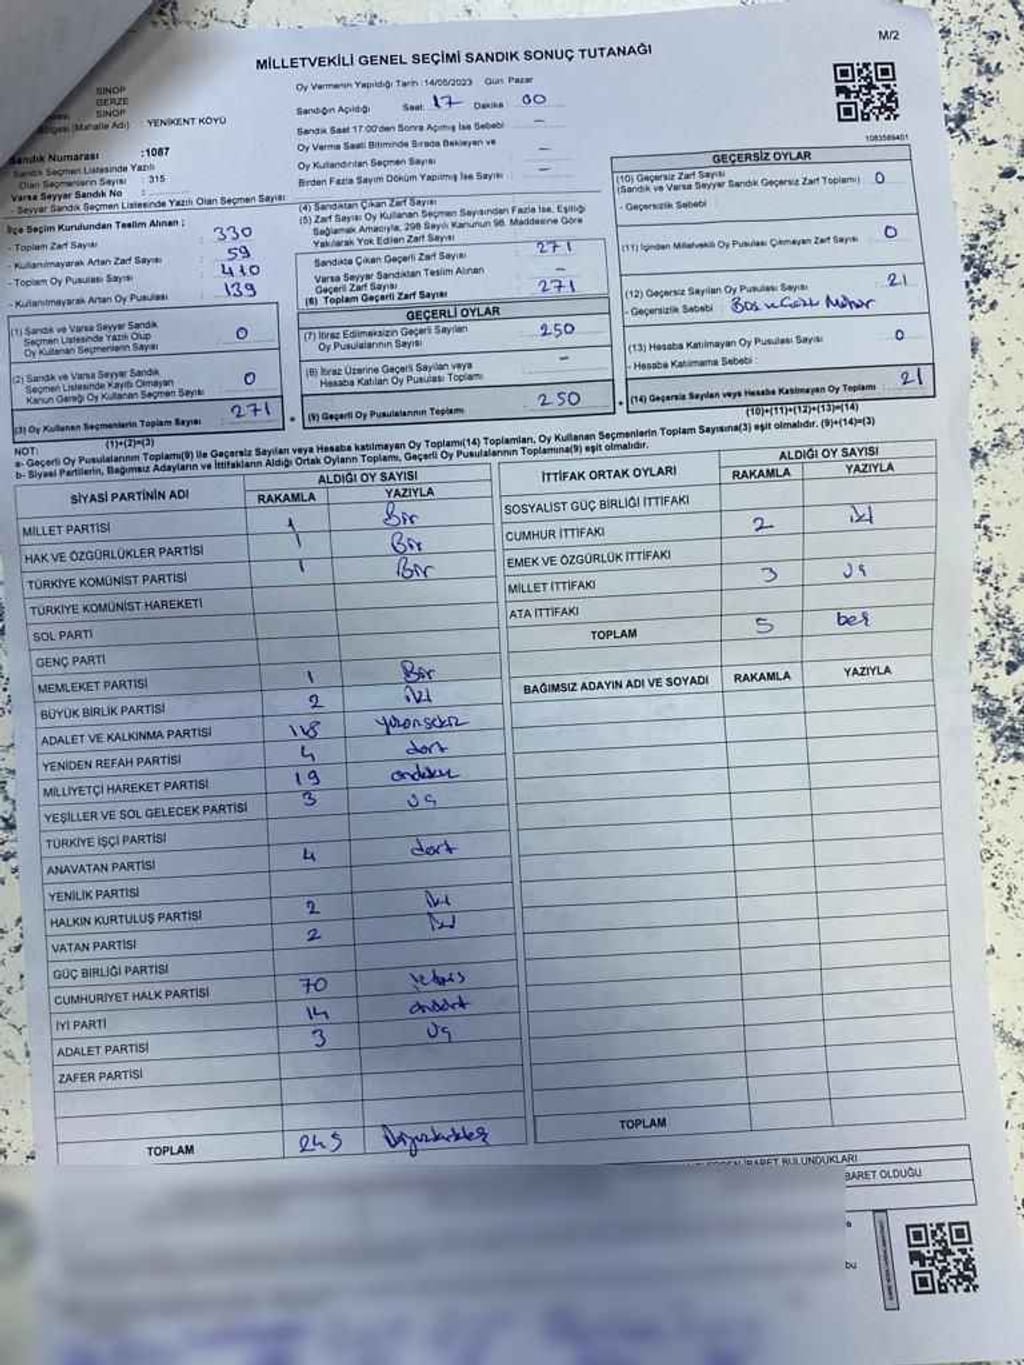 M/2
MİLLETVEKİLİ GENEL SEÇİMİ SANDIK SONUÇ TUTANAĞI
SİNOP
GERZE
SİNOP
(Mahalle Adı) : YENİKENT KÖYÜ
Sandık Numarası :1087
Sandık Seçmen Listesinde Yazılı
Olan Seçmenlerin Sayısı : 315
Varsa Seyyar Sandık No :
- Seyyar Sandık Seçmen Listesinde Yazılı Olan Seçmen Sayısı:
Oy Vermenin Yapıldığı Tarih :14/05/2023 Gün: Pazar
Sandığın Açıldığı Saat: 17 Dakika 00
Sandık Saat 17:00'den Sonra Açılmış İse Sebebi -
Oy Verme Saati Bitiminde Sırada Bekleyen ve
Oy Kullandırılan Seçmen Sayısı -
Birden Fazla Sayım Döküm Yapılmış İse Sayısı : -
1083589401
İlçe Seçim Kurulundan Teslim Alınan :
- Toplam Zarf Sayısı : 330
- Kullanılmayarak Artan Zarf Sayısı : 59
- Toplam Oy Pusulası Sayısı : 410
- Kullanılmayarak Artan Oy Pusulası : 139
(1) Sandık ve Varsa Seyyar Sandık
Seçmen Listesinde Yazılı Olup
Oy Kullanan Seçmenlerin Sayısı : 0
(2) Sandık ve Varsa Seyyar Sandık
Seçmen Listesinde Kayıtlı Olmayan
Kanun Gereği Oy Kullanan Seçmen Sayısı : 0
(3) Oy Kullanan Seçmenlerin Toplam Sayısı : 271
(1)+(2)=(3)
(4) Sandıktan Çıkan Zarf Sayısı
(5) Zarf Sayısı Oy Kullanan Seçmen Sayısından Fazla İse, Eşitliği
Sağlamak Amacıyla, 298 Sayılı Kanunun 98. Maddesine Göre
Yakılarak Yok Edilen Zarf Sayısı
Sandıkta Çıkan Geçerli Zarf Sayısı : 271
Varsa Seyyar Sandıktan Teslim Alınan
Geçerli Zarf Sayısı : -
(6) Toplam Geçerli Zarf Sayısı : 271
GEÇERLİ OYLAR
(7) İtiraz Edilmeksizin Geçerli Sayılan
Oy Pusulalarının Sayısı : 250
(8) İtiraz Üzerine Geçerli Sayılan veya
Hesaba Katılan Oy Pusulası Toplamı : -
(9) Geçerli Oy Pusulalarının Toplamı : 250
GEÇERSİZ OYLAR
(10) Geçersiz Zarf Sayısı
(Sandık ve Varsa Seyyar Sandık Geçersiz Zarf Toplamı) : 0
- Geçersizlik Sebebi :
(11) İçinden Milletvekili Oy Pusulası Çıkmayan Zarf Sayısı : 0
(12) Geçersiz Sayılan Oy Pusulası Sayısı : 21
- Geçersizlik Sebebi :
(13) Hesaba Katılmayan Oy Pusulası Sayısı : 0
- Hesaba Katılmama Sebebi :
(14) Geçersiz Sayılan veya Hesaba Katılmayan Oy Toplamı : 21
(10)+(11)+(12)+(13)=(14)
NOT:
a- Geçerli Oy Pusulalarının Toplamı(9) ile Geçersiz Sayılan veya Hesaba katılmayan Oy Toplamı(14) Toplamları, Oy Kullanan Seçmenlerin Toplam Sayısına(3) eşit olmalıdır. (9)+(14)=(3)
b- Siyasi Partilerin, Bağımsız Adayların ve İttifakların Aldığı Ortak Oyların Toplamı, Geçerli Oy Pusulalarının Toplamına(9) eşit olmalıdır.
SİYASİ PARTİNİN ADI ALDIĞI OY SAYISI
RAKAMLA YAZIYLA
MİLLET PARTİSİ 1 Bir
HAK VE ÖZGÜRLÜKLER PARTİSİ 1 Bir
TÜRKİYE KOMÜNİST PARTİSİ 1 Bir
TÜRKİYE KOMÜNİST HAREKETİ
SOL PARTİ
GENÇ PARTİ
MEMLEKET PARTİSİ 1 Bir
BÜYÜK BİRLİK PARTİSİ 2 iki
ADALET VE KALKINMA PARTİSİ 118 yüzonsekiz
YENİDEN REFAH PARTİSİ 4 dört
MİLLİYETÇİ HAREKET PARTİSİ 19 ondokuz
YEŞİLLER VE SOL GELECEK PARTİSİ 3 üç
TÜRKİYE İŞÇİ PARTİSİ
ANAVATAN PARTİSİ 4 dört
YENİLİK PARTİSİ
HALKIN KURTULUŞ PARTİSİ 2 iki
VATAN PARTİSİ 2 iki
GÜÇ BİRLİĞİ PARTİSİ
CUMHURİYET HALK PARTİSİ 70 yetmiş
İYİ PARTİ 14 ondört
ADALET PARTİSİ 3 üç
ZAFER PARTİSİ
TOPLAM 245
İTTİFAK ORTAK OYLARI ALDIĞI OY SAYISI
RAKAMLA YAZIYLA
SOSYALİST GÜÇ BİRLİĞİ İTTİFAKI
CUMHUR İTTİFAKI 2 iki
EMEK VE ÖZGÜRLÜK İTTİFAKI
MİLLET İTTİFAKI 3 üç
ATA İTTİFAKI
TOPLAM 5 beş
BAĞIMSIZ ADAYIN ADI VE SOYADI RAKAMLA YAZIYLA
TOPLAM
İBARET BULUNDUKLARI
İBARET OLDUĞU
bu